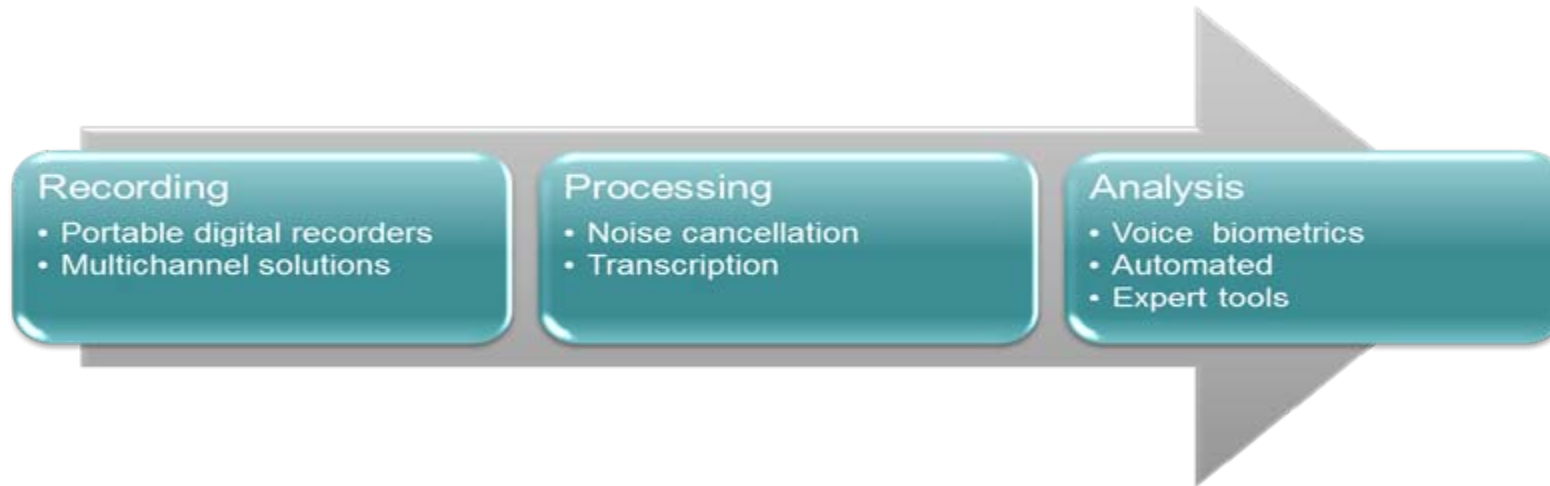 Recording
• Portable digital recorders
• Multichannel solutions
Processing
• Noise cancellation
• Transcription
Analysis
• Voice biometrics
• Automated
• Expert tools